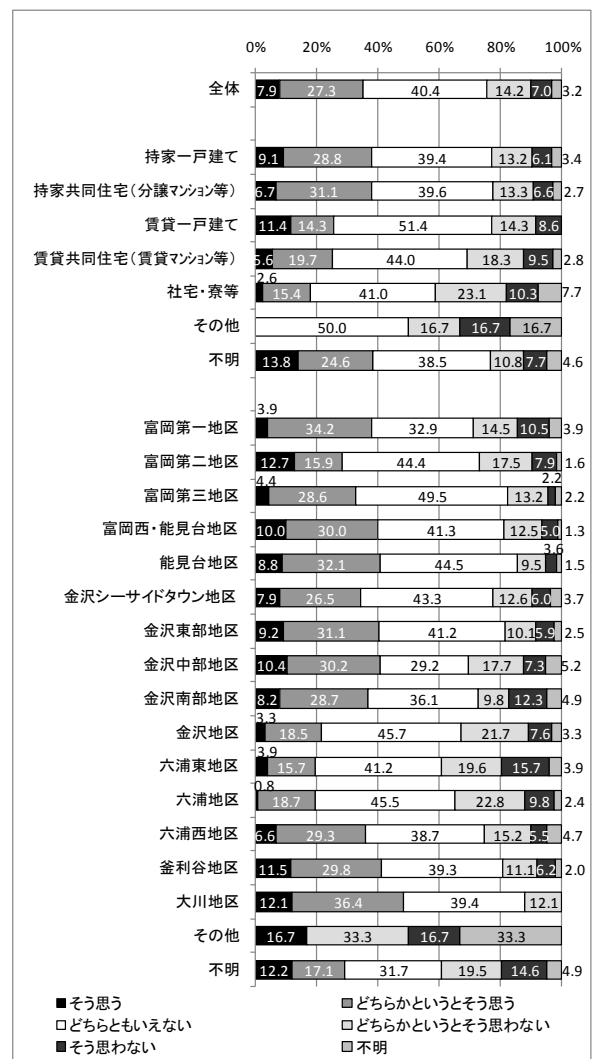 0% 20% 40% 60% 80% 100%
全体 7.9 27.3 40.4 14.2 7.0 3.2
持家一戸建て 9.1 28.8 39.4 13.2 6.1 3.4
持家共同住宅(分譲マンション等) 6.7 31.1 39.6 13.3 6.6 2.7
賃貸一戸建て 11.4 14.3 51.4 14.3 8.6
賃貸共同住宅(賃貸マンション等) 5.6 19.7 44.0 18.3 9.5 2.8
社宅・寮等 2.6 15.4 41.0 23.1 10.3 7.7
その他 50.0 16.7 16.7 16.7
不明 13.8 24.6 38.5 10.8 7.7 4.6
富岡第一地区 3.9 34.2 32.9 14.5 10.5 3.9
富岡第二地区 12.7 15.9 44.4 17.5 7.9 1.6
富岡第三地区 4.4 28.6 49.5 13.2 2.2 2.2
富岡西・能見台地区 10.0 30.0 41.3 12.5 5.0 1.3
能見台地区 8.8 32.1 44.5 9.5 3.6 1.5
金沢シーサイドタウン地区 7.9 26.5 43.3 12.6 6.0 3.7
金沢東部地区 9.2 31.1 41.2 10.1 5.9 2.5
金沢中部地区 10.4 30.2 29.2 17.7 7.3 5.2
金沢南部地区 8.2 28.7 36.1 9.8 12.3 4.9
金沢地区 3.3 18.5 45.7 21.7 7.6 3.3
六浦東地区 3.9 15.7 41.2 19.6 15.7 3.9
六浦地区 0.8 18.7 45.5 22.8 9.8 2.4
六浦西地区 6.6 29.3 38.7 15.2 5.5 4.7
釜利谷地区 11.5 29.8 39.3 11.1 6.2 2.0
大川地区 12.1 36.4 39.4 12.1
その他 16.7 33.3 16.7 33.3
不明 12.2 17.1 31.7 19.5 14.6 4.9
そう思う どちらかというとそう思う
どちらともいえない どちらかというとそう思わない
そう思わない 不明